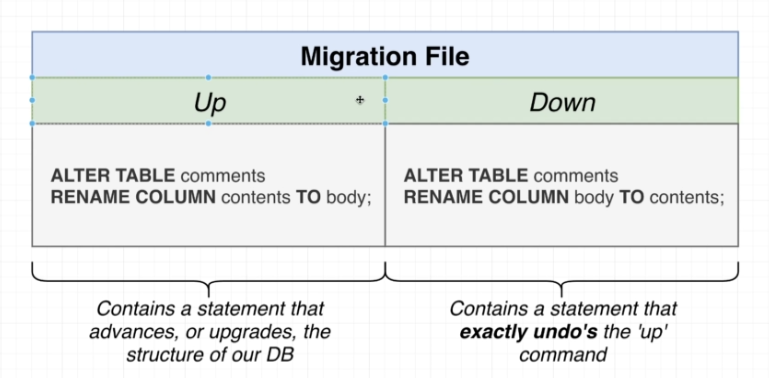 Migration File
Up
Down
ALTER TABLE comments
RENAME COLUMN contents TO body;
ALTER TABLE comments
RENAME COLUMN body TO contents;
Contains a statement that
advances, or upgrades, the
structure of our DB
Contains a statement that
exactly undo's the 'up'
command